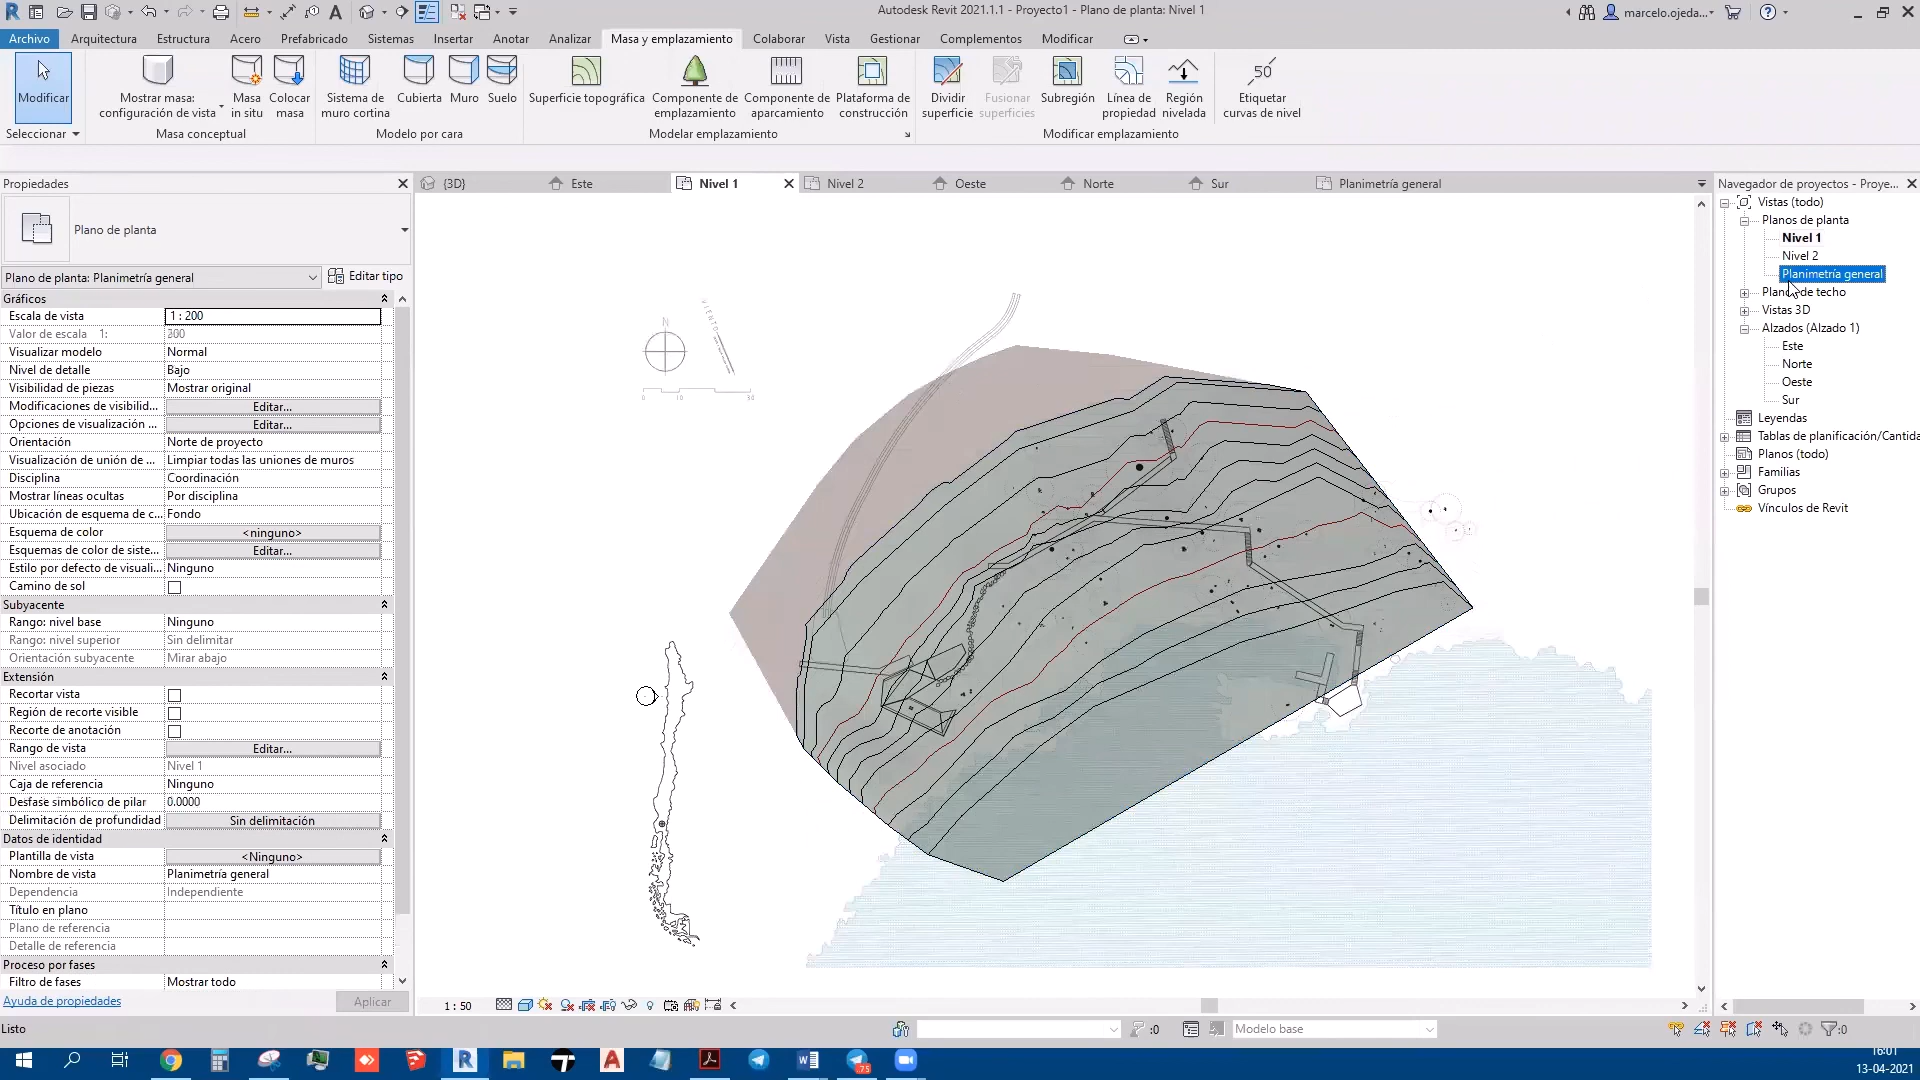 Autodesk Revit 2021.1.1 - Proyecto1 - Plano de planta: Nivel 1
marcelo.ojeda...
Archivo Arquitectura Estructura Acero Prefabricado Sistemas Insertar Anotar Analizar Masa y emplazamiento Colaborar Vista Gestionar Complementos Modificar
Modificar
Mostrar masa:
configuración de vista
Masa
in situ
Colocar
masa
Sistema de
muro cortina
Cubierta
Muro
Suelo
Superficie topográfica
Componente de
emplazamiento
Componente de
aparcamiento
Plataforma de
construcción
Dividir
superficie
Fusionar
superficies
Subregión
Línea de
propiedad
Región
nivelada
50
Etiquetar
curvas de nivel
Seleccionar
Masa conceptual
Modelo por cara
Modelar emplazamiento
Modificar emplazamiento
Propiedades
{3D} Este Nivel 1 Nivel 2 Oeste Norte Sur Planimetría general
Plano de planta
Plano de planta: Planimetría general
Editar tipo
Gráficos
Escala de vista 1 : 200
Valor de escala 1:
Visualizar modelo Normal
Nivel de detalle Bajo
Visibilidad de piezas Mostrar original
Modificaciones de visibilid... Editar...
Opciones de visualización ... Editar...
Orientación Norte de proyecto
Visualización de unión de ... Limpiar todas las uniones de muros
Disciplina Coordinación
Mostrar líneas ocultas Por disciplina
Ubicación de esquema de c... Fondo
Esquema de color <ninguno>
Esquemas de color de siste... Editar...
Estilo por defecto de visuali... Ninguno
Camino de sol
Subyacente
Rango: nivel base Ninguno
Rango: nivel superior Sin delimitar
Orientación subyacente Mirar abajo
Extensión
Recortar vista
Región de recorte visible
Recorte de anotación
Rango de vista Editar...
Nivel asociado Nivel 1
Caja de referencia Ninguno
Desfase simbólico de pilar 0.0000
Delimitación de profundidad Sin delimitación
Datos de identidad
Plantilla de vista <Ninguno>
Nombre de vista Planimetría general
Dependencia Independiente
Título en plano
Plano de referencia
Detalle de referencia
Proceso por fases
Filtro de fases Mostrar todo
Ayuda de propiedades
Aplicar
N
VIENTO
0 10 30
1 : 50
Navegador de proyectos - Proye...
Vistas (todo)
Planos de planta
Nivel 1
Nivel 2
Planimetría general
Planos de techo
Vistas 3D
Alzados (Alzado 1)
Este
Norte
Oeste
Sur
Leyendas
Tablas de planificación/Cantida
Planos (todo)
Familias
Grupos
Vínculos de Revit
Listo
:0
Modelo base
:0
16:01
13-04-2021